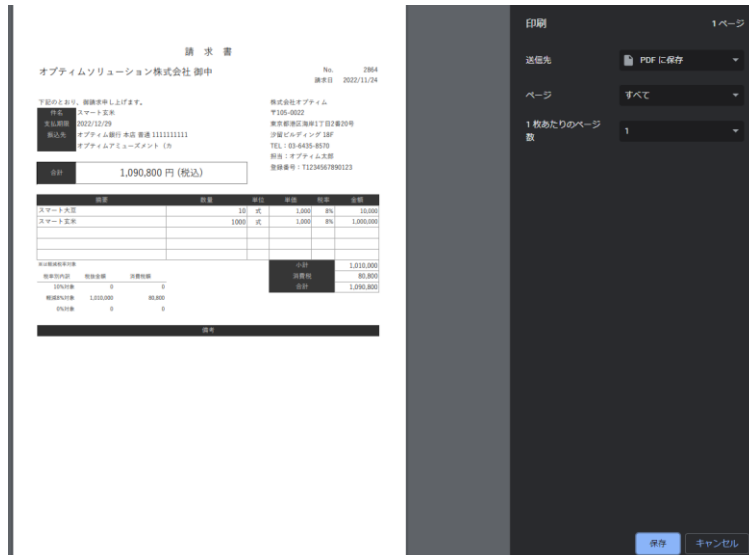 請 求 書
オプティムソリューション株式会社 御中
No. 2864
請求日 2022/11/24
下記のとおり、御請求申し上げます。
件名 スマート玄米
支払期限 2022/12/29
振込先 オプティム銀行 本店 普通 1111111111
オプティムアミューズメント(カ
株式会社オプティム
〒105-0022
東京都港区海岸1丁目2番20号
汐留ビルディング 18F
TEL:03-6435-8570
担当:オプティム太郎
登録番号:T1234567890123
合計 1,090,800 円 (税込)
摘要 数量 単位 単価 税率 金額
スマート大豆 10 式 1,000 8% 10,000
スマート玄米 1000 式 1,000 8% 1,000,000
※は軽減税率対象
小計 1,010,000
消費税 80,800
合計 1,090,800
税率別内訳 税抜金額 消費税額
10%対象 0 0
軽減8%対象 1,010,000 80,800
0%対象 0 0
備考
印刷 1 ページ
送信先 PDF に保存
ページ すべて
1 枚あたりのページ数 1
保存 キャンセル